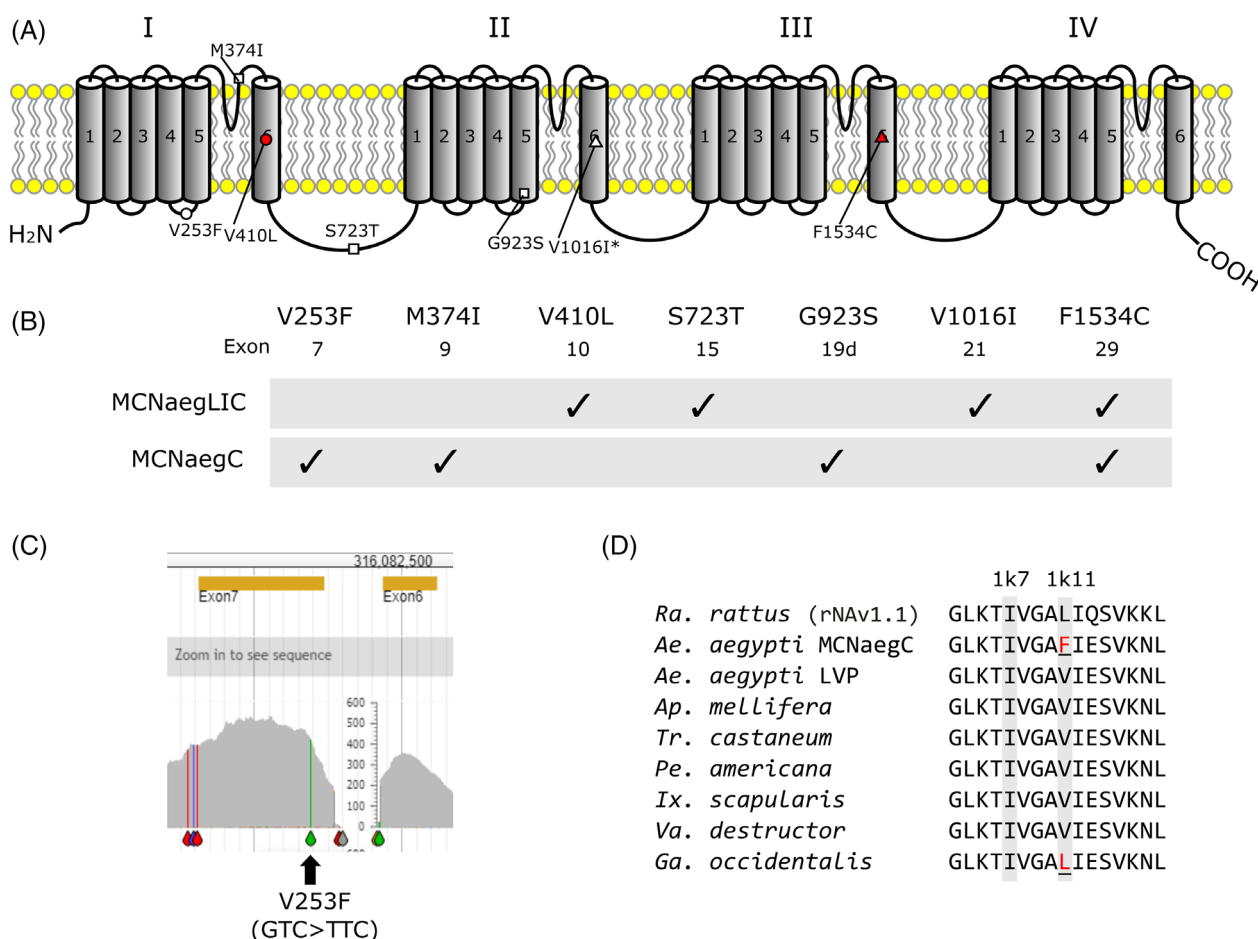 (A)
I II III IV
M374I
1 2 3 4 5 6
1 2 3 4 5 6
1 2 3 4 5 6
1 2 3 4 5 6
H2N
V253F V410L S723T G923S V1016I* F1534C
COOH
(B)
V253F M374I V410L S723T G923S V1016I F1534C
Exon 7 9 10 15 19d 21 29
MCNaegLIC ✓ ✓ ✓ ✓
MCNaegC ✓ ✓ ✓ ✓
(C)
316,082,500
Exon7 Exon6
Zoom in to see sequence
600
500
400
300
200
100
0
V253F
(GTC>TTC)
(D)
1k7 1k11
Ra. rattus (rNAv1.1) GLKTIVGALIQSVKKL
Ae. aegypti MCNaegC GLKTIVGAFIESVKNL
Ae. aegypti LVP GLKTIVGAVIESVKNL
Ap. mellifera GLKTIVGAVIESVKNL
Tr. castaneum GLKTIVGAVIESVKNL
Pe. americana GLKTIVGAVIESVKNL
Ix. scapularis GLKTIVGAVIESVKNL
Va. destructor GLKTIVGAVIESVKNL
Ga. occidentalis GLKTIVGALIESVKNL